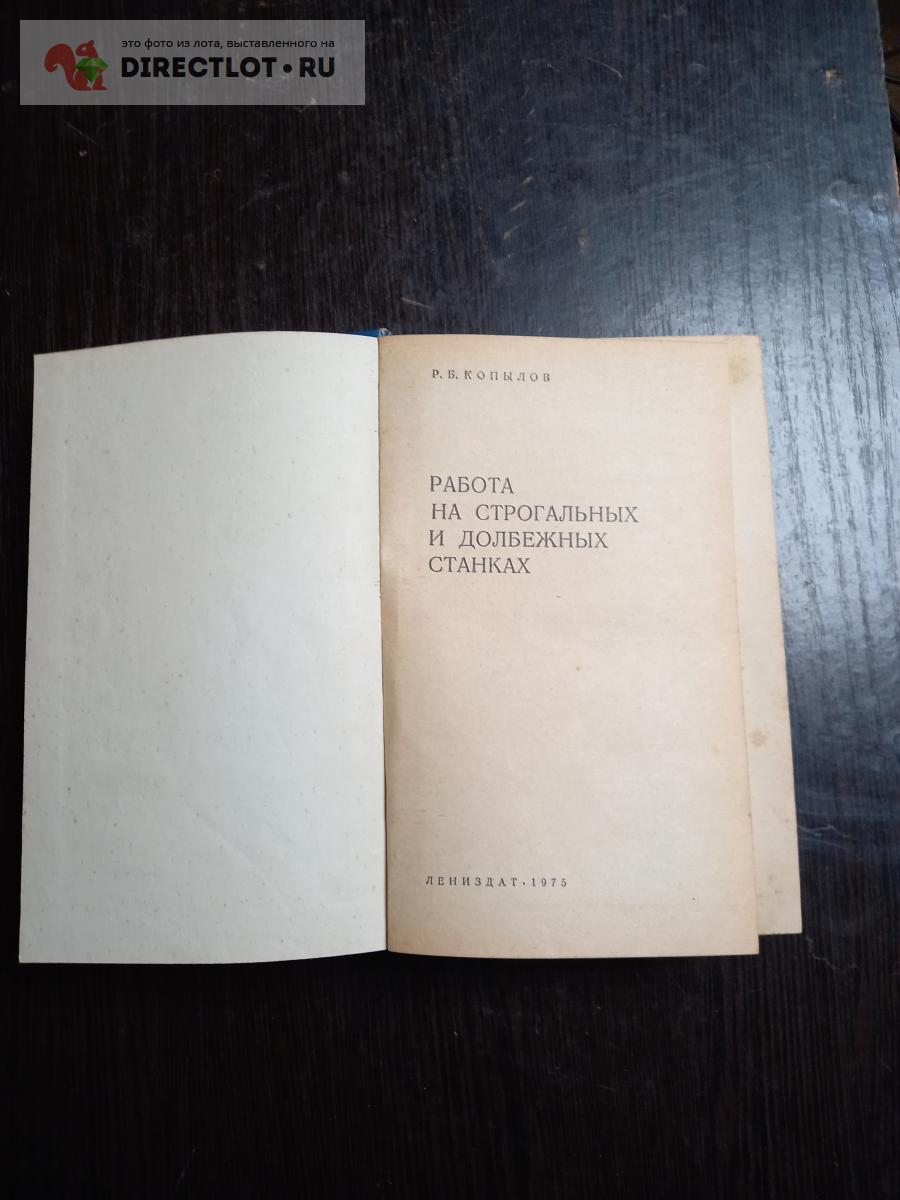 это фото из лота, выставленного на
DIRECTLOT•RU
Р. Б. КОПЫЛОВ
РАБОТА
НА СТРОГАЛЬНЫХ
И ДОЛБЕЖНЫХ
СТАНКАХ
ЛЕНИЗДАТ • 1975